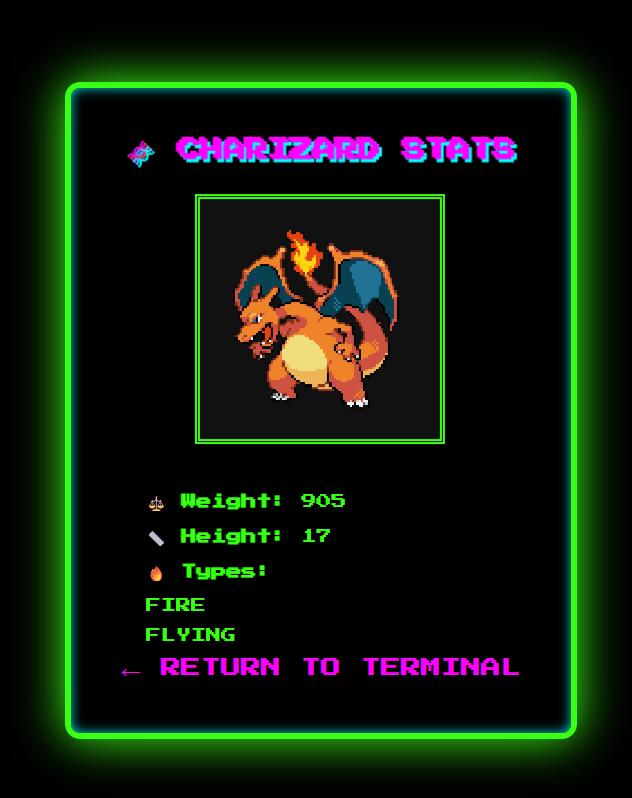 🧬 CHARIZARD STATS
⚖️ Weight: 905
📏 Height: 17
🔥 Types:
FIRE
FLYING
← RETURN TO TERMINAL